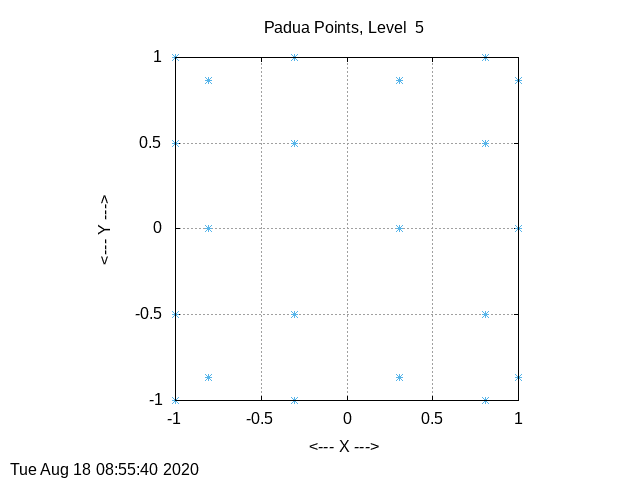 Padua Points, Level  5
1
0.5
0
-0.5
-1
<--- Y --->
-1
-0.5
0
0.5
1
<--- X --->
Tue Aug 18 08:55:40 2020